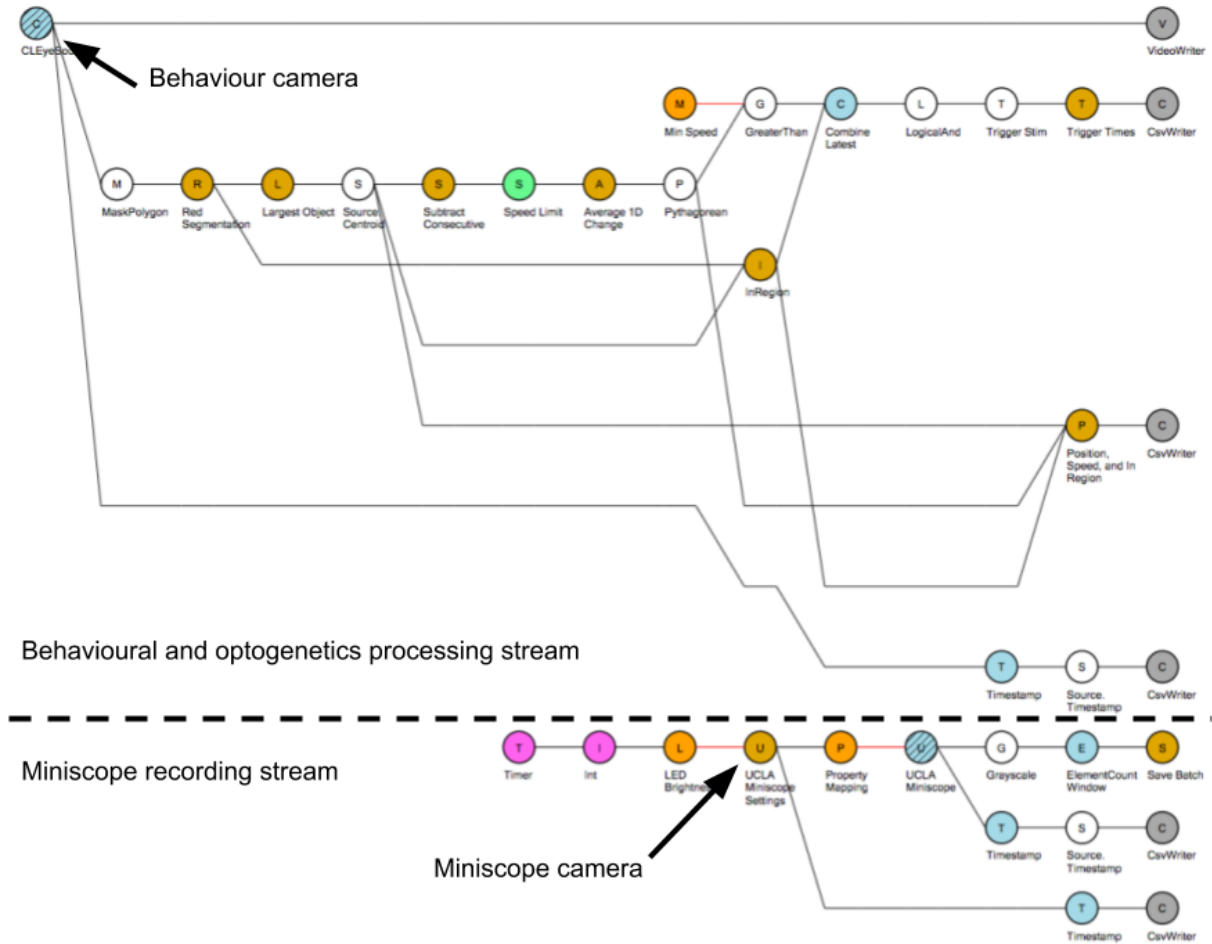 C
V
CLEyeSou
VideoWriter
Behaviour camera
M
G
C
L
T
T
C
Min Speed
GreaterThan
Combine
Latest
LogicalAnd
Trigger Stim
Trigger Times
CsvWriter
M
R
L
S
S
S
A
P
MaskPolygon
Red
Segmentation
Largest Object
Source.
Centroid
Subtract
Consecutive
Speed Limit
Average 1D
Change
Pythagorean
I
InRegion
P
C
Position,
Speed, and In
Region
CsvWriter
Behavioural and optogenetics processing stream
T
S
C
Timestamp
Source.
Timestamp
CsvWriter
Miniscope recording stream
T
I
L
U
P
U
G
E
S
Timer
Int
LED
Brightness
UCLA
Miniscope
Settings
Property
Mapping
UCLA
Miniscope
Grayscale
ElementCount
Window
Save Batch
T
S
C
Timestamp
Source.
Timestamp
CsvWriter
Miniscope camera
T
C
Timestamp
CsvWriter